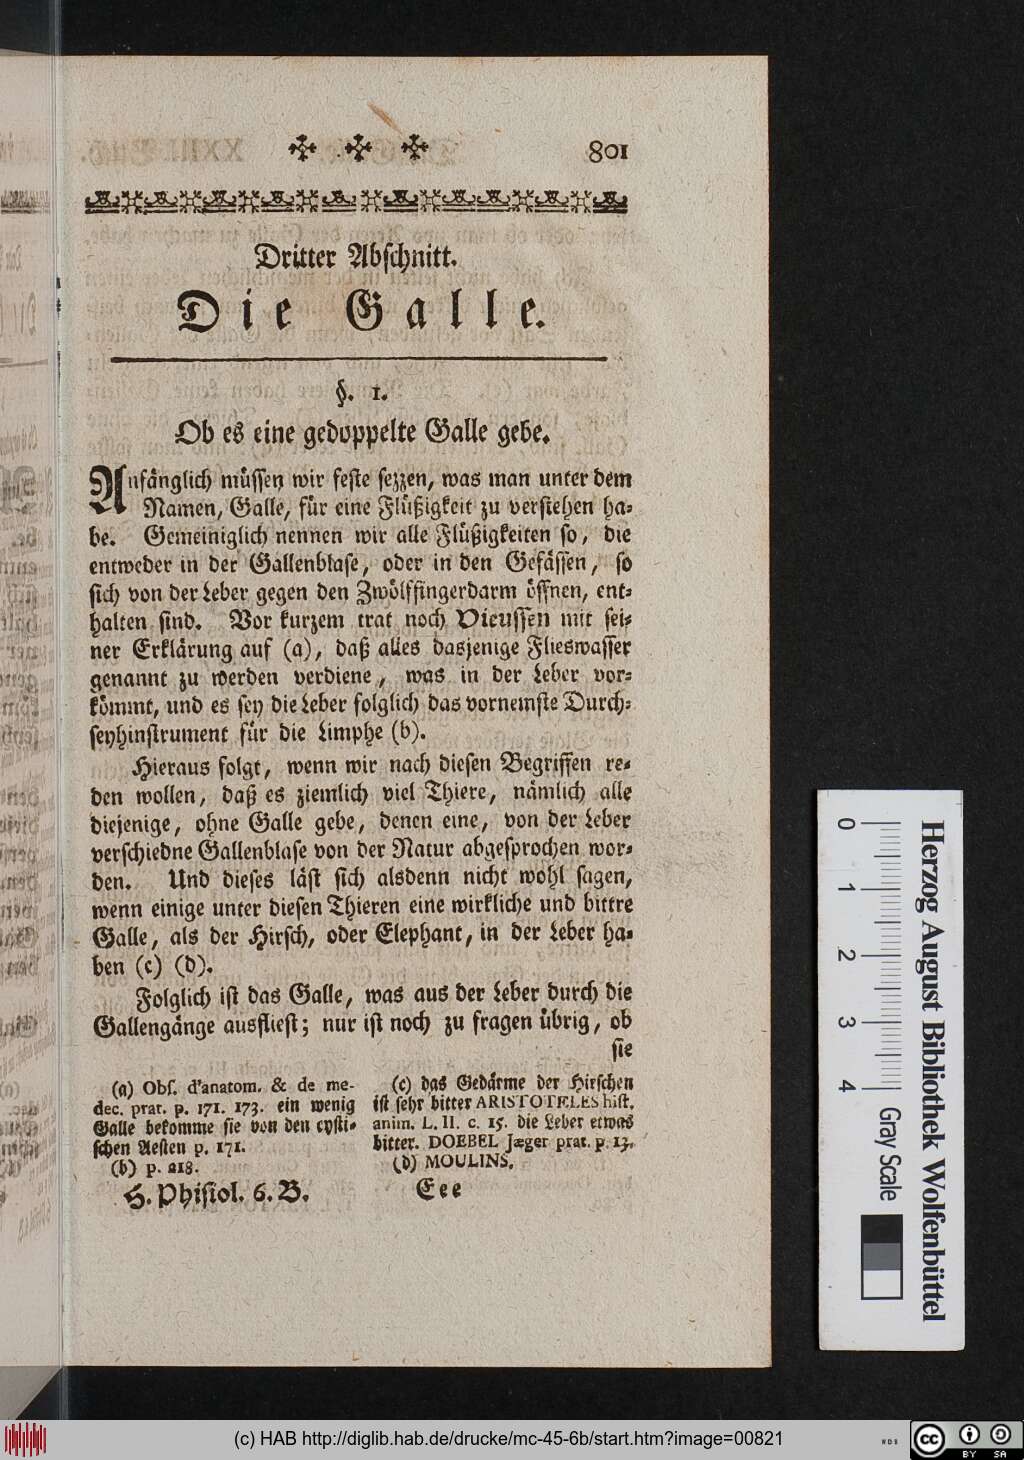 801
Dritter Abschnitt.
Die Galle.
§. 1.
Ob es eine gedoppelte Galle gebe.
Anfänglich müssen wir feste sezzen, was man unter dem
Namen, Galle, für eine Flüßigkeit zu verstehen ha-
be. Gemeiniglich nennen wir alle Flüßigkeiten so, die
entweder in der Gallenblase, oder in den Gefässen, so
sich von der Leber gegen den Zwölffingerdarm öffnen, ent-
halten sind. Vor kurzem trat noch Vieussen mit sei-
ner Erklärung auf (a), daß alles dasjenige Flieswasser
genannt zu werden verdiene, was in der Leber vor-
kömmt, und es sey die Leber folglich das vornemste Durch-
seyhinstrument für die Limphe (b).
Hieraus folgt, wenn wir nach diesen Begriffen re-
den wollen, daß es ziemlich viel Thiere, nämlich alle
diejenige, ohne Galle gebe, denen eine, von der Leber
verschiedne Gallenblase von der Natur abgesprochen wor-
den. Und dieses läst sich alsdenn nicht wohl sagen,
wenn einige unter diesen Thieren eine wirkliche und bittre
Galle, als der Hirsch, oder Elephant, in der Leber ha-
ben (c) (d).
Folglich ist das Galle, was aus der Leber durch die
Gallengänge ausfliest; nur ist noch zu fragen übrig, ob
sie
(a) Obs. d'anatom. & de me-
dec. prat. p. 171. 173. ein wenig
Galle bekomme sie von den cysti-
schen Aesten p. 171.
(b) p. 218.
(c) das Gedärme der Hirschen
ist sehr bitter ARISTOTELES hist.
anim. L. II. c. 15. die Leber etwas
bitter. DOEBEL Jæger prat. p. 13.
(d) MOULINS.
H. Phisiol. 6. B.
Eee
0 1 2 3 4
Gray Scale
Herzog August Bibliothek Wolfenbüttel
(c) HAB http://diglib.hab.de/drucke/mc-45-6b/start.htm?image=00821
cc BY SA